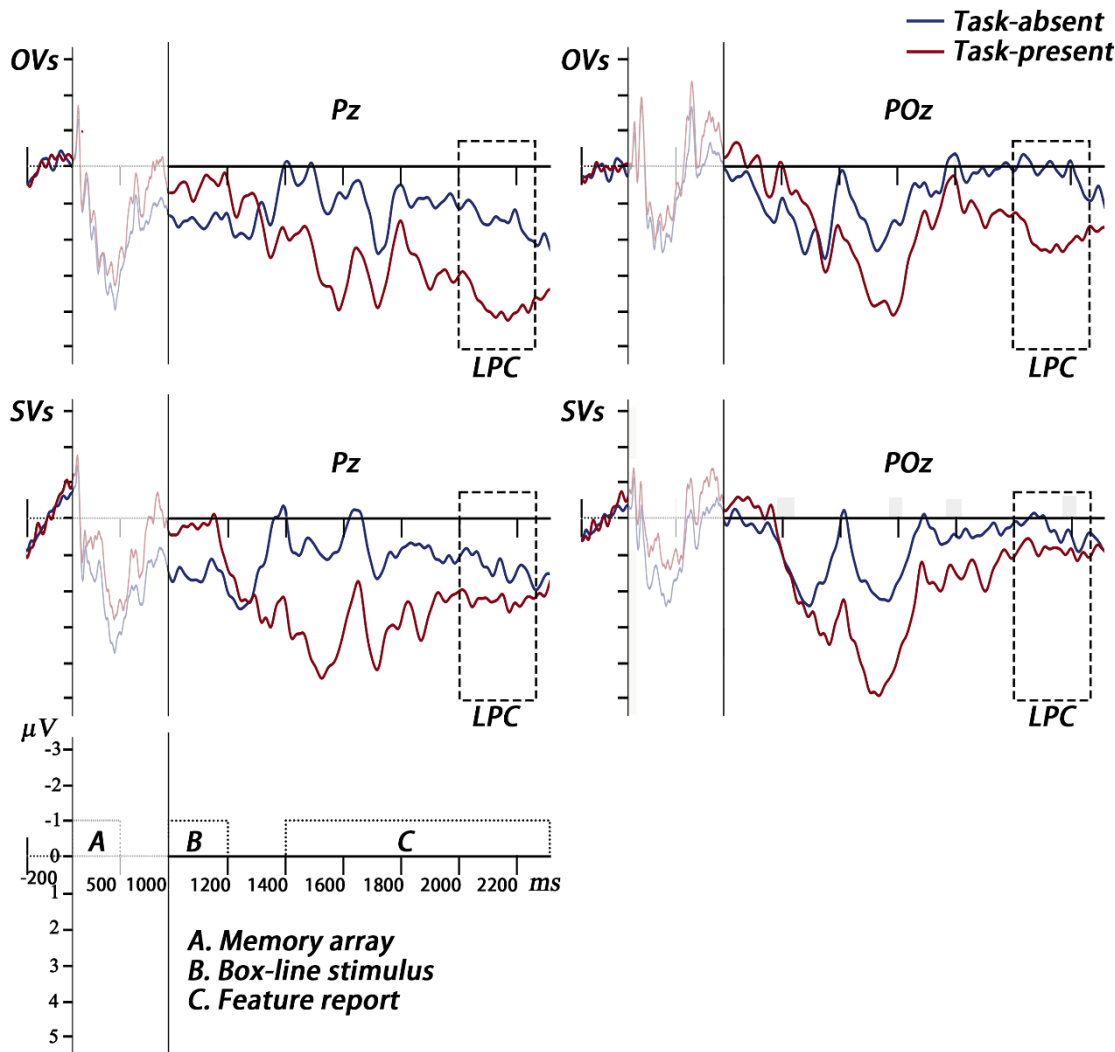 Task-absent
Task-present
OVs
Pz
LPC
OVs
POz
LPC
SVs
Pz
LPC
SVs
POz
LPC
μV
-3
-2
-1
0
1
2
3
4
5
A
B
C
-200 500 1000 1200 1400 1600 1800 2000 2200 ms
A. Memory array
B. Box-line stimulus
C. Feature report